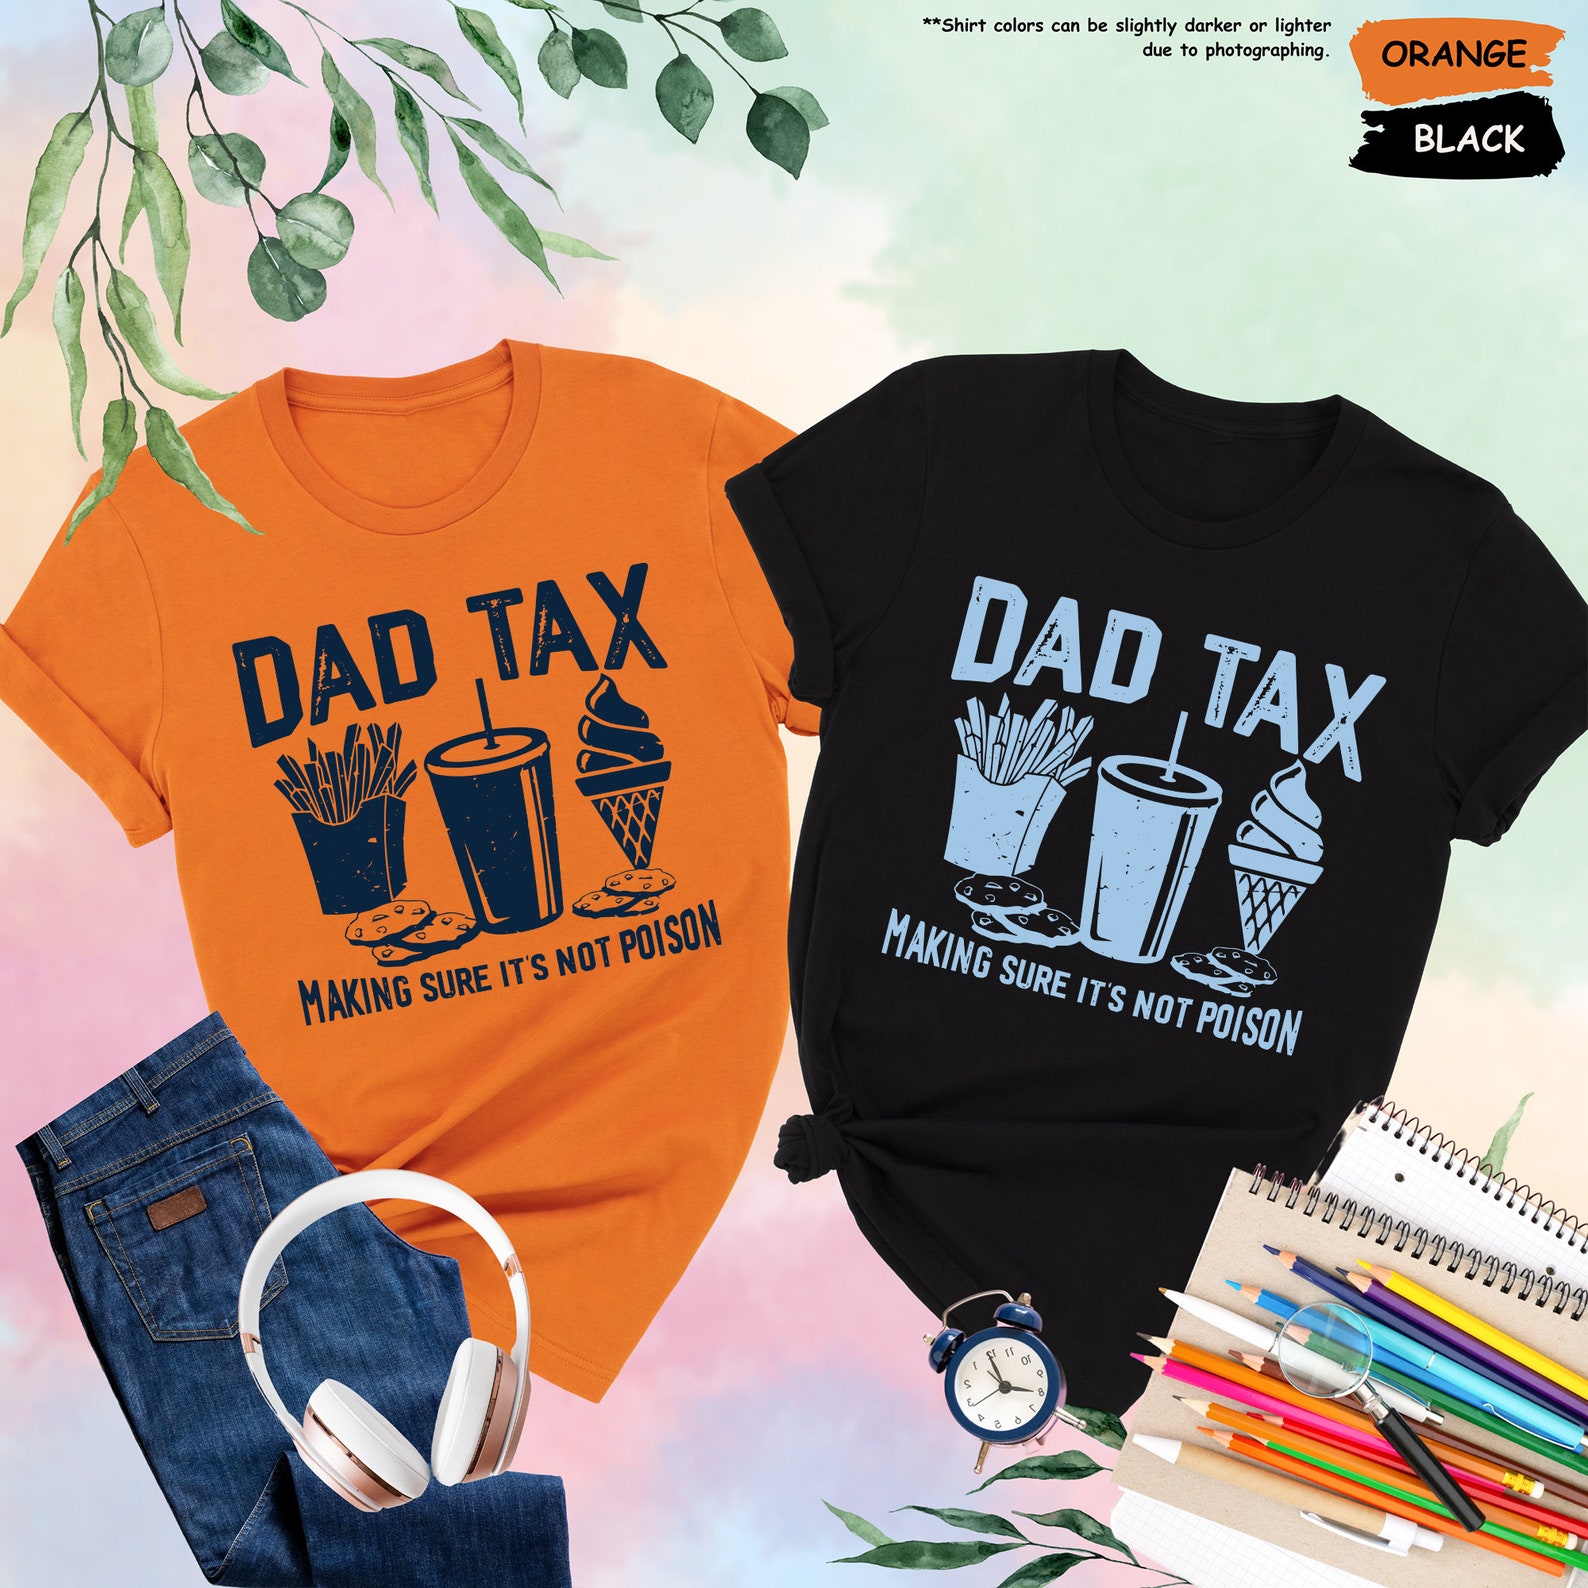 **Shirt colors can be slightly darker or lighter
due to photographing.
ORANGE
BLACK
DAD TAX
MAKING SURE IT'S NOT POISON
DAD TAX
MAKING SURE IT'S NOT POISON